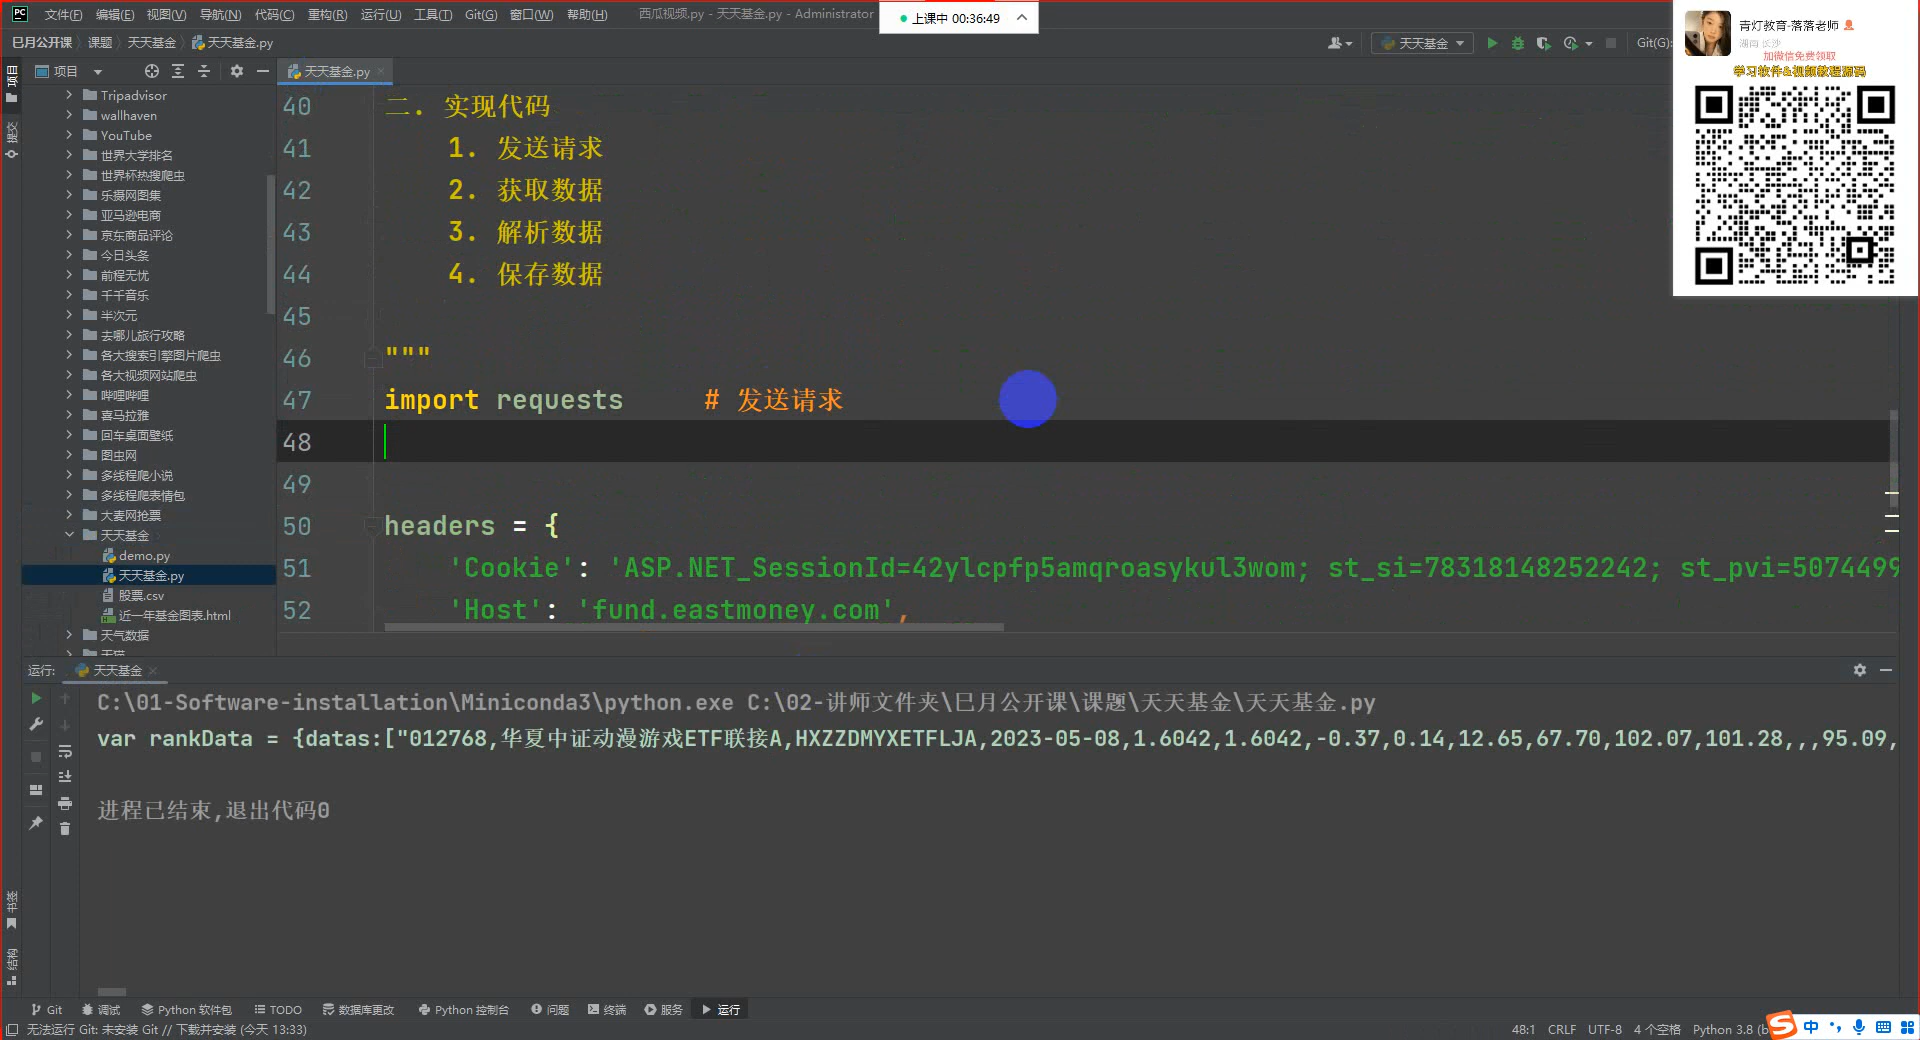 PC 文件(F) 编辑(E) 视图(V) 导航(N) 代码(C) 重构(R) 运行(U) 工具(T) Git(G) 窗口(W) 帮助(H) 西瓜视频.py - 天天基金.py - Administrator
上课中 00:36:49
青灯教育-落落老师
湖南 长沙
加微信免费领取
学习软件&视频教程源码
巳月公开课 课题 天天基金 天天基金.py
天天基金
Git(G):
项目
提交
项目
天天基金.py
Tripadvisor
wallhaven
YouTube
世界大学排名
世界杯热搜爬虫
乐摄网图集
亚马逊电商
京东商品评论
今日头条
前程无忧
千千音乐
半次元
去哪儿旅行攻略
各大搜索引擎图片爬虫
各大视频网站爬虫
哔哩哔哩
喜马拉雅
回车桌面壁纸
图虫网
多线程爬小说
多线程爬表情包
大麦网抢票
天天基金
demo.py
天天基金.py
股票.csv
近一年基金图表.html
天气数据
天猫
40 二. 实现代码
41 1. 发送请求
42 2. 获取数据
43 3. 解析数据
44 4. 保存数据
45
46 """
47 import requests # 发送请求
48
49
50 headers = {
51 'Cookie': 'ASP.NET_SessionId=42ylcpfp5amqroasykul3wom; st_si=78318148252242; st_pvi=5074499
52 'Host': 'fund.eastmoney.com',
运行: 天天基金
C:\01-Software-installation\Miniconda3\python.exe C:\02-讲师文件夹\巳月公开课\课题\天天基金\天天基金.py
var rankData = {datas:["012768,华夏中证动漫游戏ETF联接A,HXZZDMYXETFLJA,2023-05-08,1.6042,1.6042,-0.37,0.14,12.65,67.70,102.07,101.28,,,95.09,
进程已结束,退出代码0
书签
结构
Git 调试 Python 软件包 TODO 数据库更改 Python 控制台 问题 终端 服务 运行
无法运行 Git: 未安装 Git // 下载并安装 (今天 13:33)
48:1 CRLF UTF-8 4 个空格 Python 3.8 (b
中